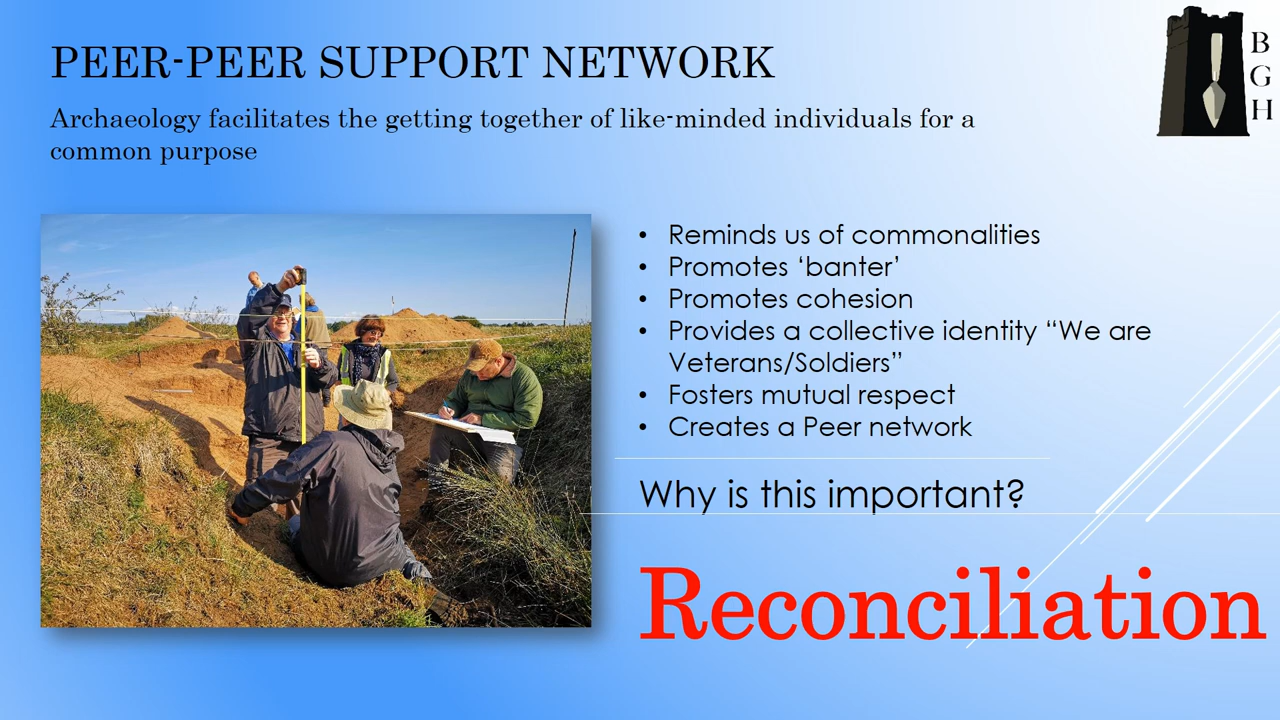 PEER-PEER SUPPORT NETWORK
Archaeology facilitates the getting together of like-minded individuals for a
common purpose
B
G
H
• Reminds us of commonalities
• Promotes ‘banter’
• Promotes cohesion
• Provides a collective identity “We are
Veterans/Soldiers”
• Fosters mutual respect
• Creates a Peer network
Why is this important?
Reconciliation